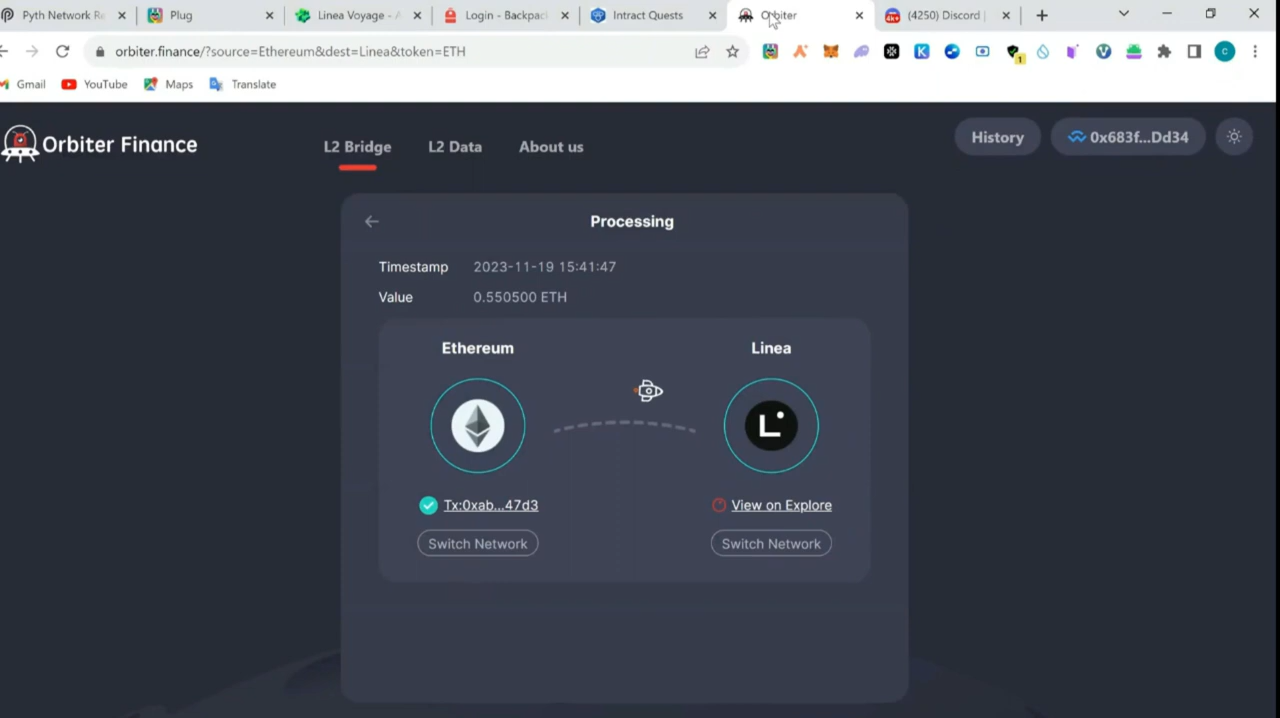 Pyth Network R
Plug
Linea Voyage - A
Login - Backpac
Intract Quests
Orbiter
(4250) Discord |
orbiter.finance/?source=Ethereum&dest=Linea&token=ETH
1
C
Gmail
YouTube
Maps
Translate
Orbiter Finance
L2 Bridge
L2 Data
About us
History
0x683f...Dd34
Processing
Timestamp 2023-11-19 15:41:47
Value 0.550500 ETH
Ethereum
Linea
Tx:0xab...47d3
View on Explore
Switch Network
Switch Network